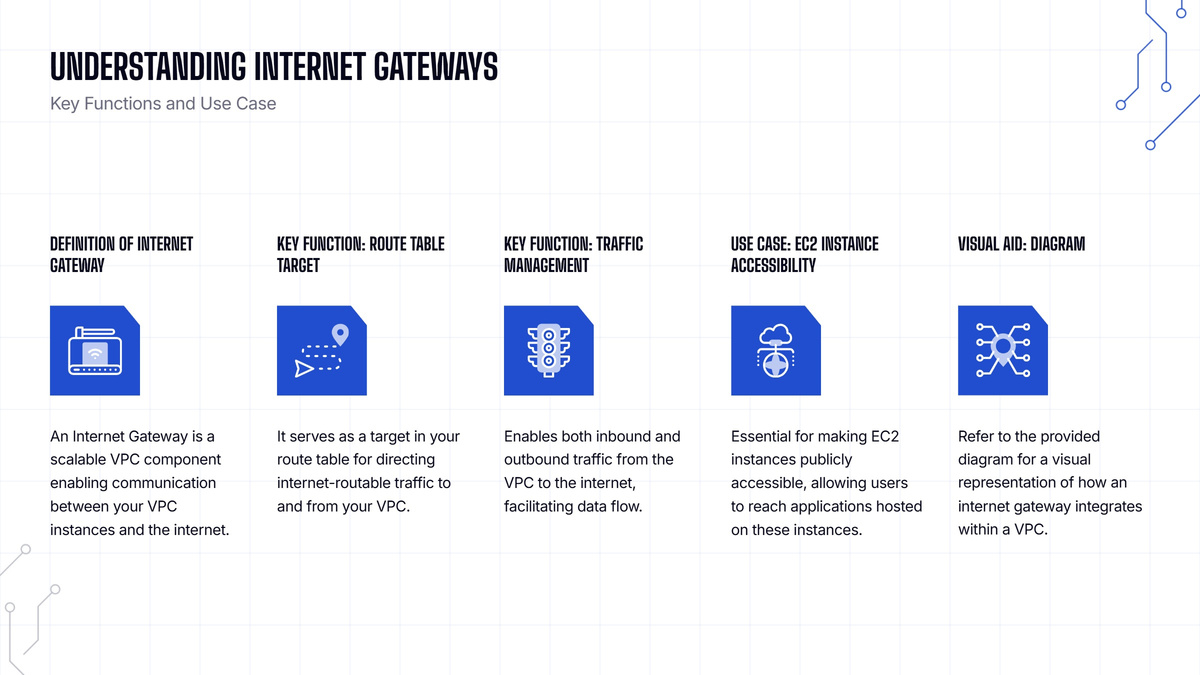 UNDERSTANDING INTERNET GATEWAYS
Key Functions and Use Case
DEFINITION OF INTERNET
GATEWAY
An Internet Gateway is a
scalable VPC component
enabling communication
between your VPC
instances and the internet.
KEY FUNCTION: ROUTE TABLE
TARGET
It serves as a target in your
route table for directing
internet-routable traffic to
and from your VPC.
KEY FUNCTION: TRAFFIC
MANAGEMENT
Enables both inbound and
outbound traffic from the
VPC to the internet,
facilitating data flow.
USE CASE: EC2 INSTANCE
ACCESSIBILITY
Essential for making EC2
instances publicly
accessible, allowing users
to reach applications hosted
on these instances.
VISUAL AID: DIAGRAM
Refer to the provided
diagram for a visual
representation of how an
internet gateway integrates
within a VPC.